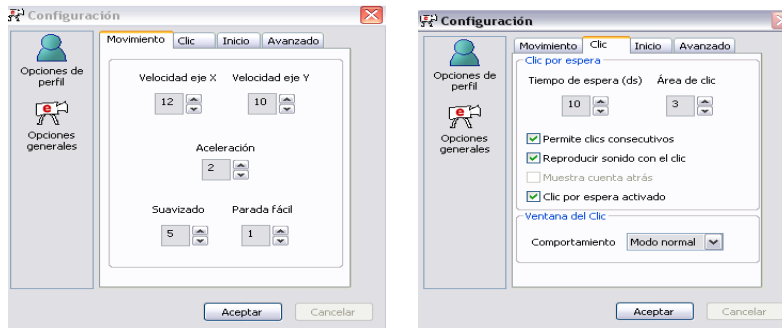 Configuración
Movimiento Clic Inicio Avanzado
Opciones de
perfil
e
Opciones
generales
Velocidad eje X Velocidad eje Y
12 10
Aceleración
2
Suavizado Parada fácil
5 1
Aceptar Cancelar
Configuración
Movimiento Clic Inicio Avanzado
Opciones de
perfil
e
Opciones
generales
Clic por espera
Tiempo de espera (ds) Área de clic
10 3
Permite clics consecutivos
Reproducir sonido con el clic
Muestra cuenta atrás
Clic por espera activado
Ventana del Clic
Comportamiento Modo normal
Aceptar Cancelar